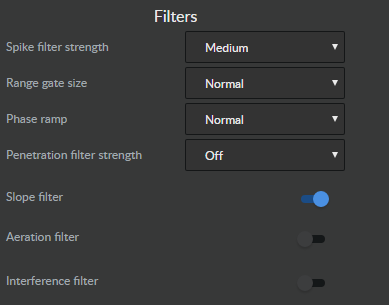 Filters
Spike filter strength Medium
Range gate size Normal
Phase ramp Normal
Penetration filter strength Off
Slope filter
Aeration filter
Interference filter